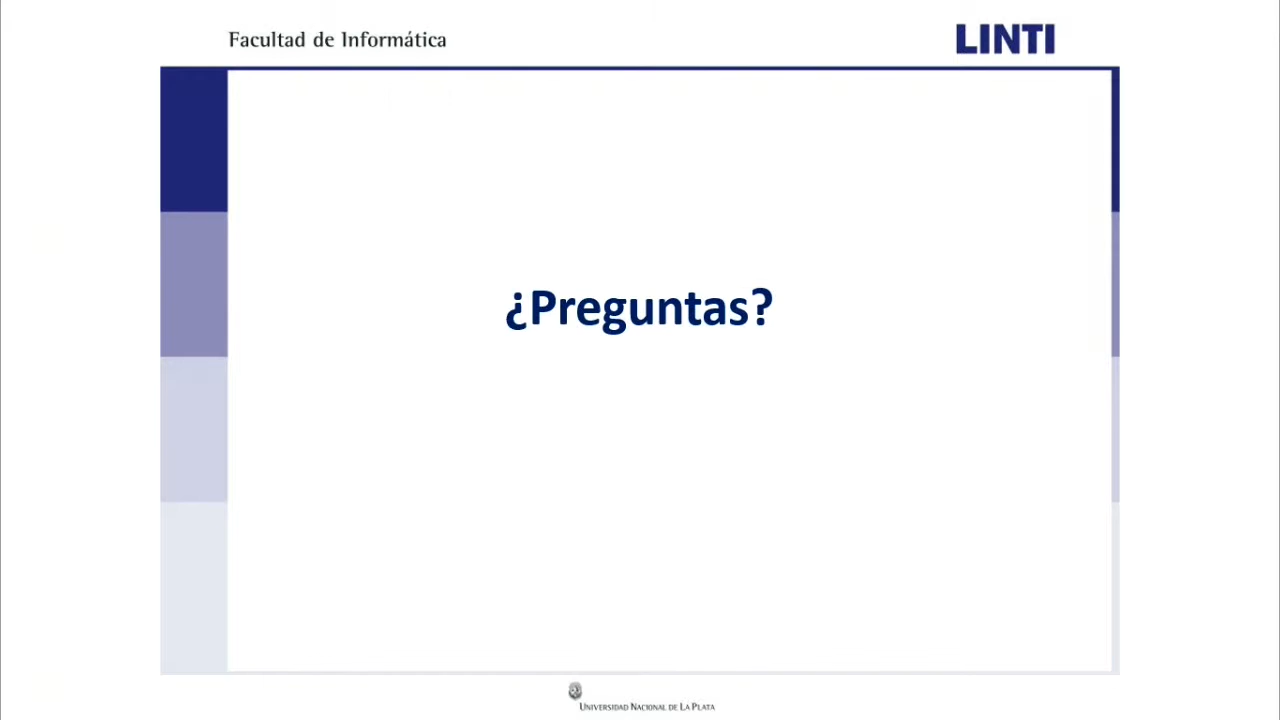 Facultad de Informática
LINTI
¿Preguntas?
Universidad Nacional de La Plata